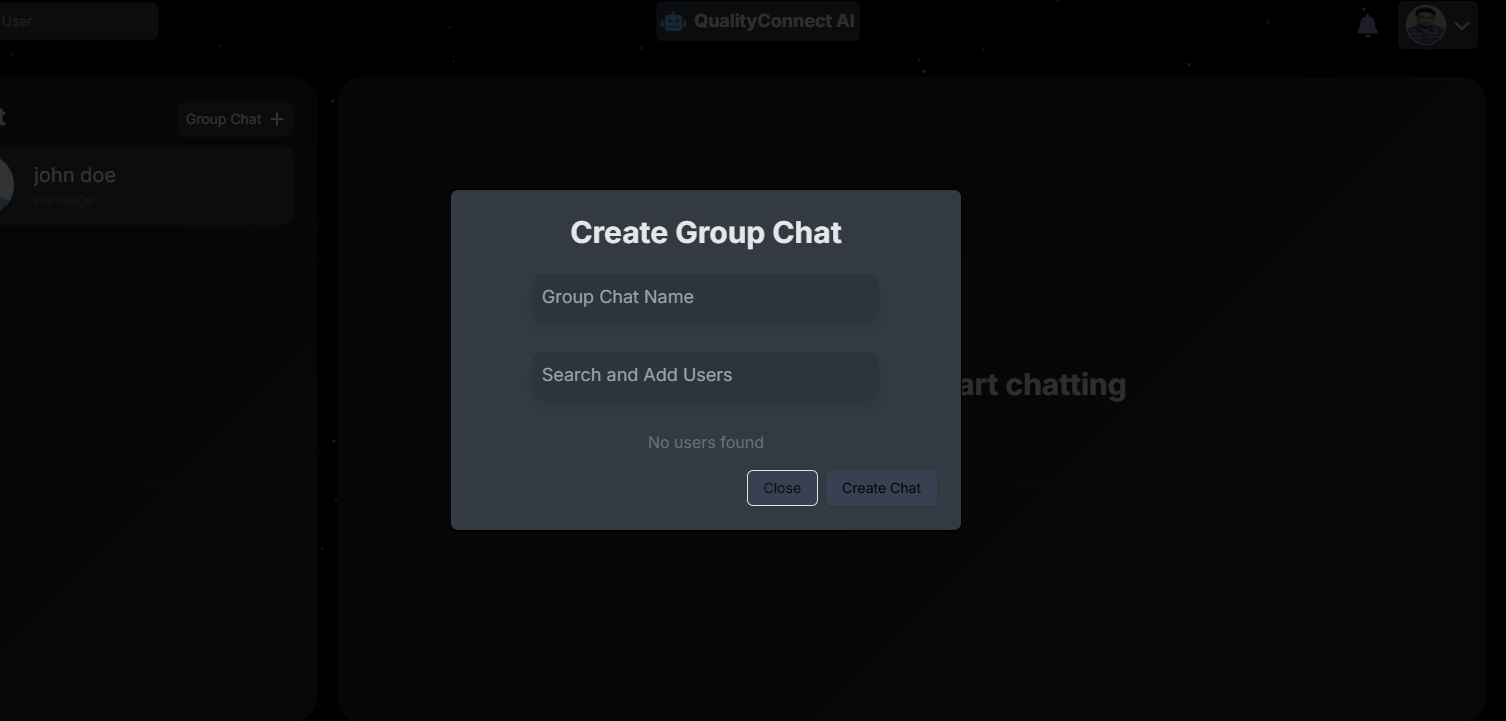 User
QualityConnect AI
t
Group Chat
john doe
message
Create Group Chat
Group Chat Name
Search and Add Users
No users found
Close
Create Chat
art chatting